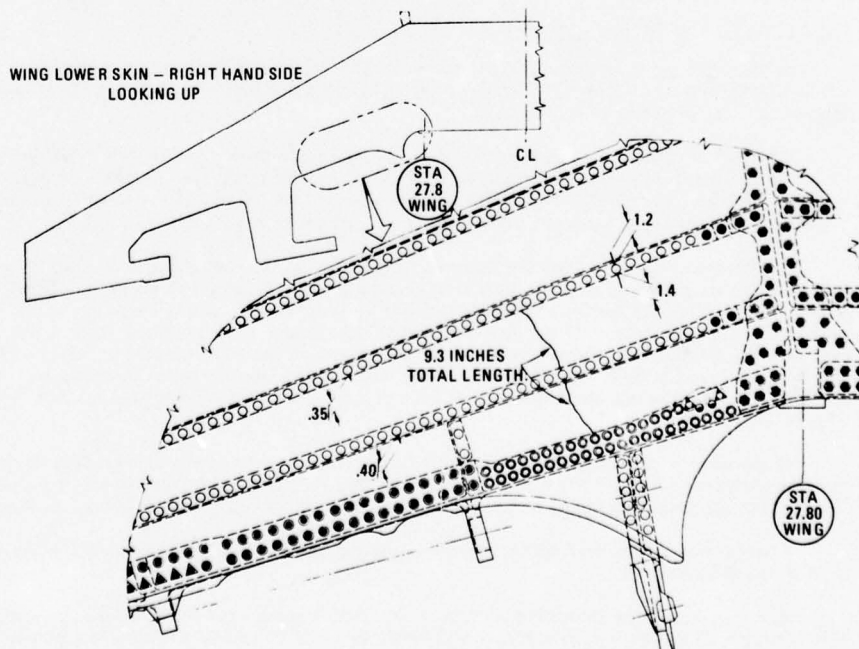 WING LOWER SKIN – RIGHT HAND SIDE
LOOKING UP
CL
STA
27.8
WING
1.2
1.4
9.3 INCHES
TOTAL LENGTH
.35
.40
STA
27.80
WING